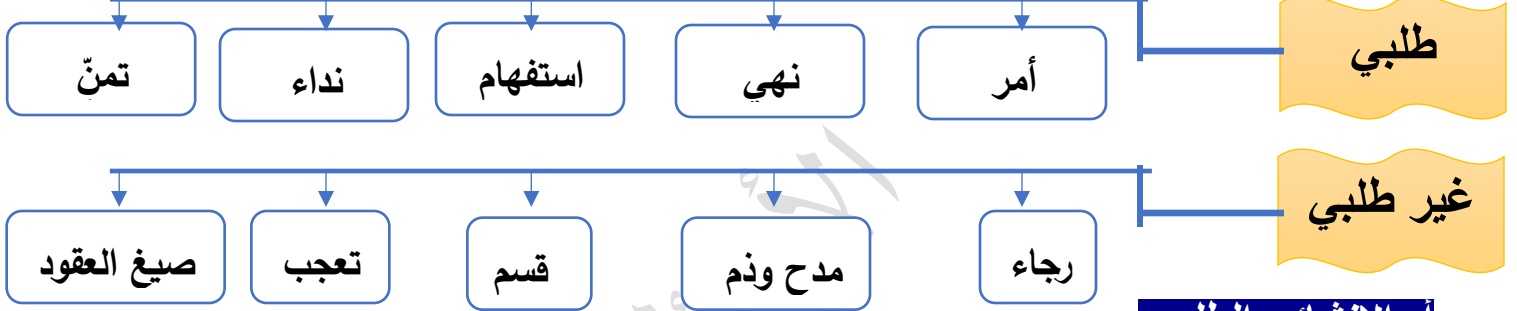 طلبي
أمر
نهي
استفهام
نداء
تمنّ
غير طلبي
رجاء
مدح وذم
قسم
تعجب
صيغ العقود